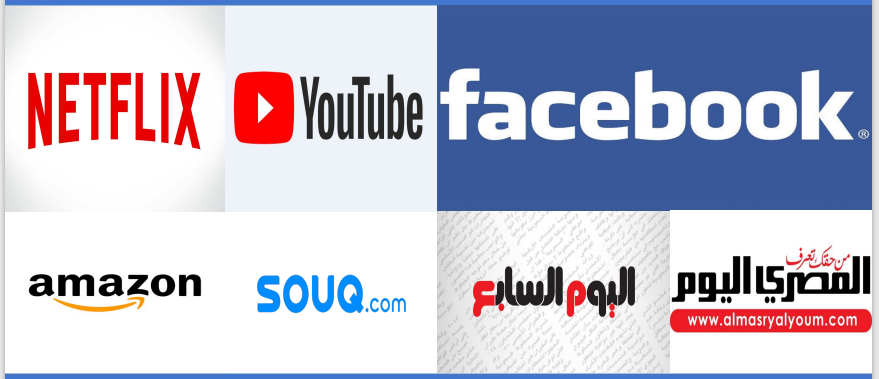 NETFLIX
YouTube
facebook®
amazon
SOUQ.com
اليوم السابع
من حقك تعرف
المصري اليوم
www.almasryalyoum.com